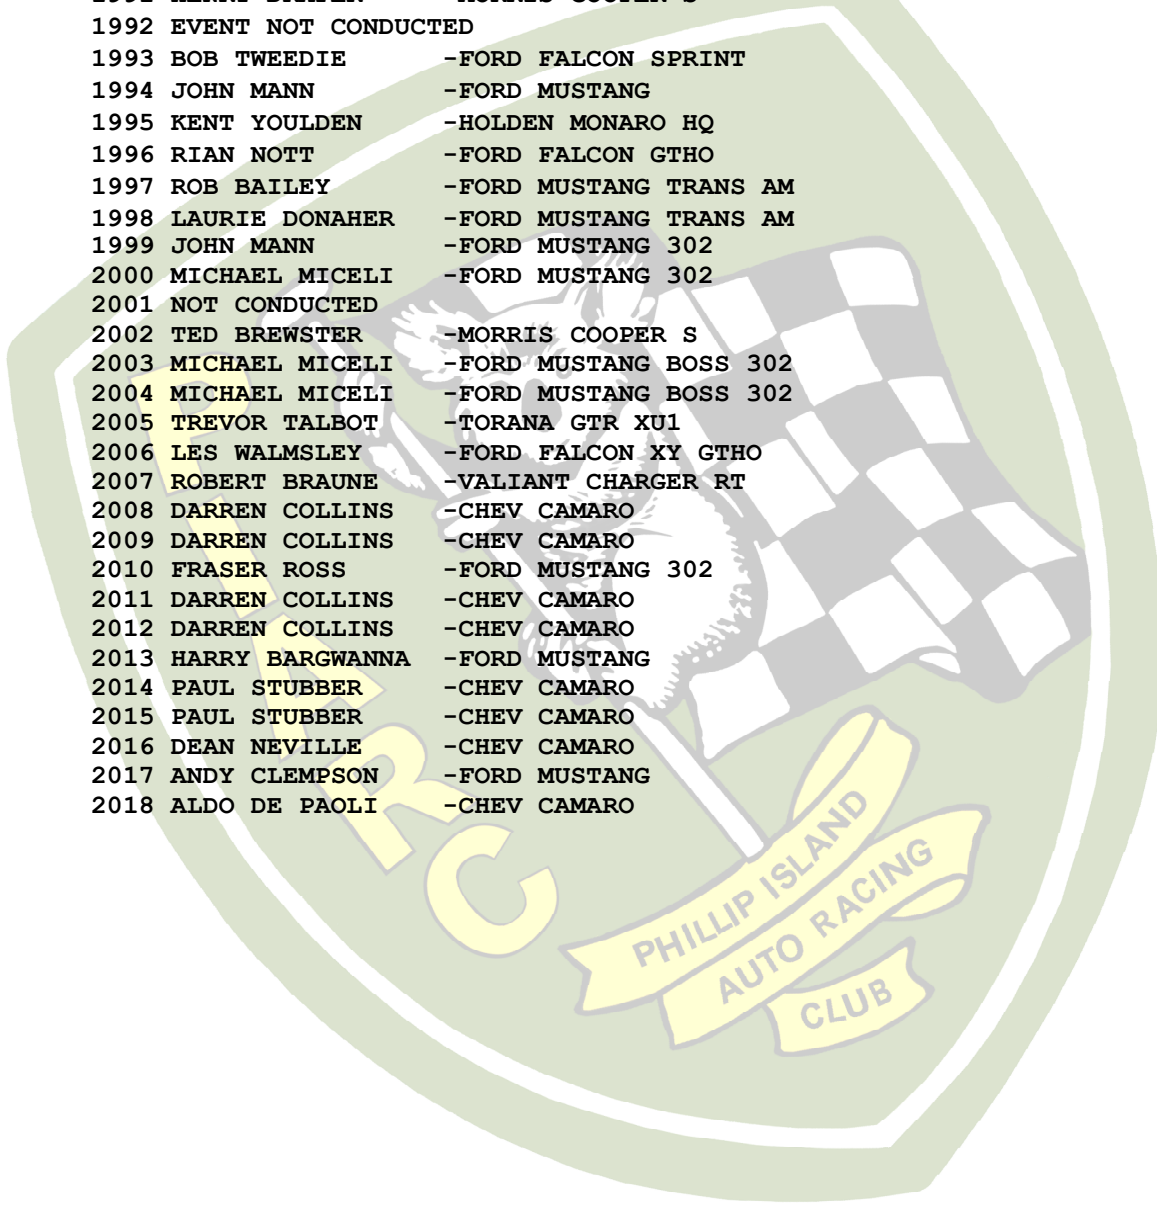 1992 EVENT NOT CONDUCTED
1993 BOB TWEEDIE -FORD FALCON SPRINT
1994 JOHN MANN -FORD MUSTANG
1995 KENT YOULDEN -HOLDEN MONARO HQ
1996 RIAN NOTT -FORD FALCON GTHO
1997 ROB BAILEY -FORD MUSTANG TRANS AM
1998 LAURIE DONAHER -FORD MUSTANG TRANS AM
1999 JOHN MANN -FORD MUSTANG 302
2000 MICHAEL MICELI -FORD MUSTANG 302
2001 NOT CONDUCTED
2002 TED BREWSTER -MORRIS COOPER S
2003 MICHAEL MICELI -FORD MUSTANG BOSS 302
2004 MICHAEL MICELI -FORD MUSTANG BOSS 302
2005 TREVOR TALBOT -TORANA GTR XU1
2006 LES WALMSLEY -FORD FALCON XY GTHO
2007 ROBERT BRAUNE -VALIANT CHARGER RT
2008 DARREN COLLINS -CHEV CAMARO
2009 DARREN COLLINS -CHEV CAMARO
2010 FRASER ROSS -FORD MUSTANG 302
2011 DARREN COLLINS -CHEV CAMARO
2012 DARREN COLLINS -CHEV CAMARO
2013 HARRY BARGWANNA -FORD MUSTANG
2014 PAUL STUBBER -CHEV CAMARO
2015 PAUL STUBBER -CHEV CAMARO
2016 DEAN NEVILLE -CHEV CAMARO
2017 ANDY CLEMPSON -FORD MUSTANG
2018 ALDO DE PAOLI -CHEV CAMARO
PIARC
PHILLIP ISLAND
AUTO RACING
CLUB